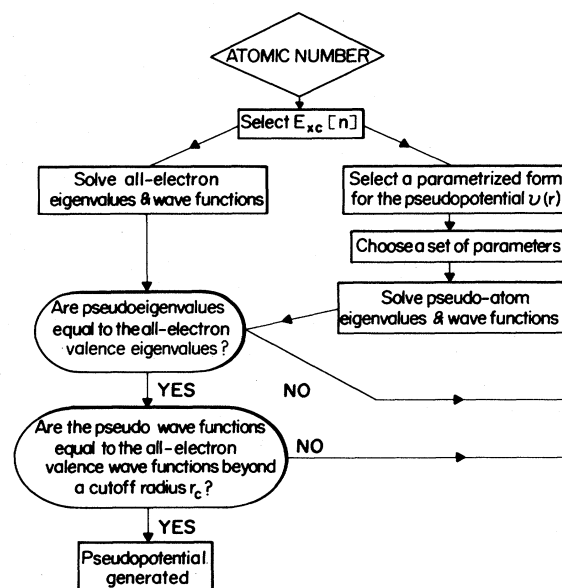 ATOMIC NUMBER
Select Exc [n]
Solve all-electron
eigenvalues & wave functions
Select a parametrized form
for the pseudopotential υ(r)
Choose a set of parameters
Solve pseudo-atom
eigenvalues & wave functions
Are pseudoeigenvalues
equal to the all-electron
valence eigenvalues?
YES
NO
Are the pseudo wave functions
equal to the all-electron
valence wave functions beyond
a cutoff radius rc?
NO
YES
Pseudopotential
generated